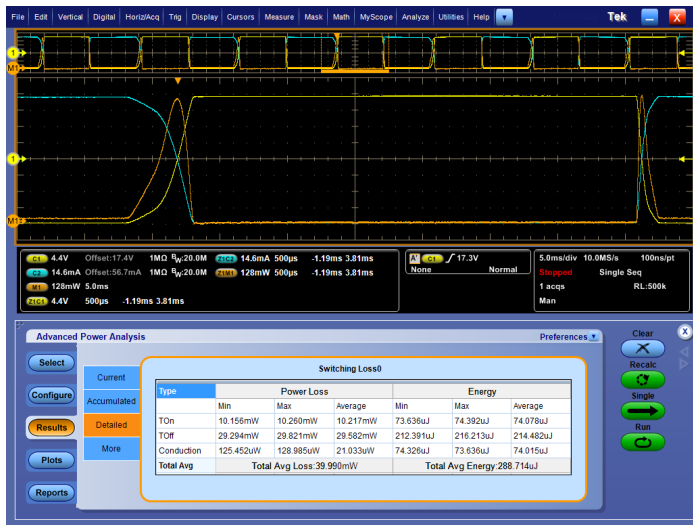 File Edit Vertical Digital Horiz/Acq Trig Display Cursors Measure Mask Math MyScope Analyze Utilities Help Tek X
1
M1
1
M1
C1 4.4V Offset:17.4V 1MΩ BW:20.0M Z1C2 14.6mA 500µs -1.19ms 3.81ms A' C1 17.3V 5.0ms/div 10.0MS/s 100ns/pt
C2 14.6mA Offset:56.7mA 1MΩ BW:20.0M Z1M1 128mW 500µs -1.19ms 3.81ms None Normal Stopped Single Seq
M1 128mW 5.0ms 1 acqs RL:500k
Z1C1 4.4V 500µs -1.19ms 3.81ms Man
Advanced Power Analysis Preferences Clear X
Select Current Switching Loss0 Recalc
Configure Accumulated Type Power Loss Energy Single
Min Max Average Min Max Average
Results Detailed TOn 10.156mW 10.260mW 10.217mW 73.636uJ 74.392uJ 74.078uJ Run
TOff 29.294mW 29.821mW 29.582mW 212.391uJ 216.213uJ 214.482uJ
More Conduction 125.452uW 128.985uW 21.033uW 74.326uJ 73.636uJ 74.015uJ
Plots Total Avg Total Avg Loss:39.990mW Total Avg Energy:288.714uJ
Reports